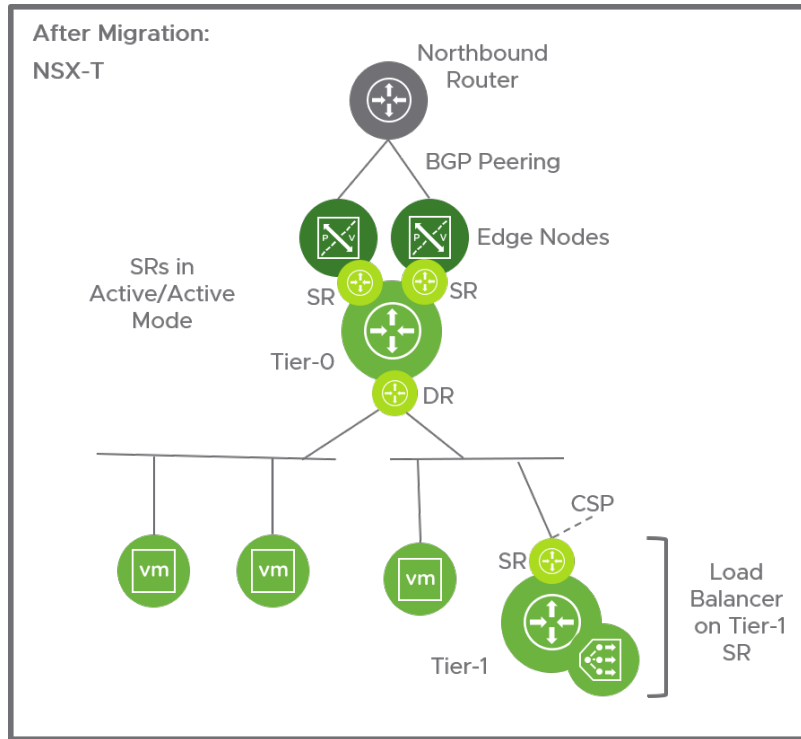 After Migration:
NSX-T
Northbound
Router
BGP Peering
P V
P V
Edge Nodes
SRs in
Active/Active
Mode
SR
SR
Tier-0
DR
CSP
vm
vm
vm
SR
Load
Balancer
on Tier-1
SR
Tier-1